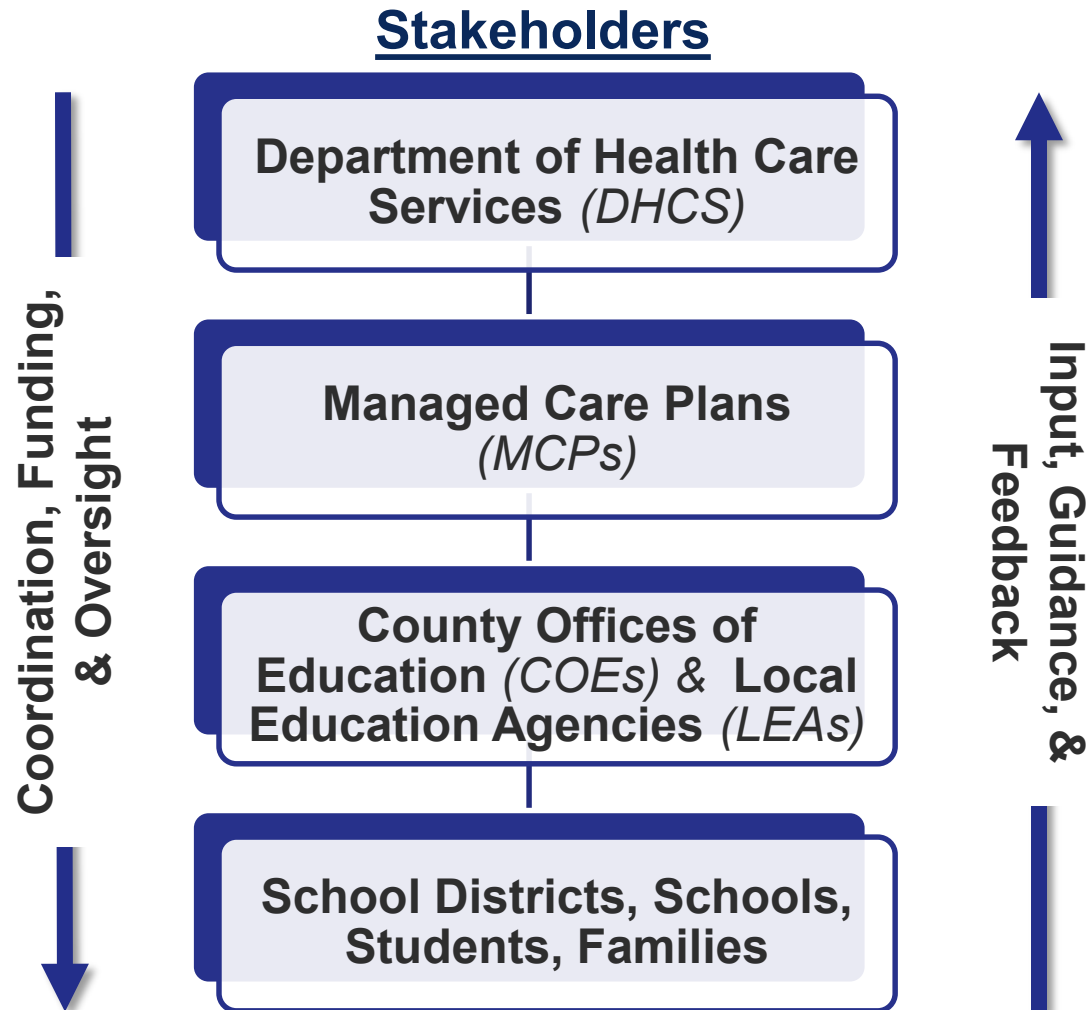 Stakeholders
Department of Health Care
Services (DHCS)
Managed Care Plans
(MCPs)
County Offices of
Education (COEs) & Local
Education Agencies (LEAs)
School Districts, Schools,
Students, Families
Coordination, Funding,
& Oversight
Input, Guidance, &
Feedback